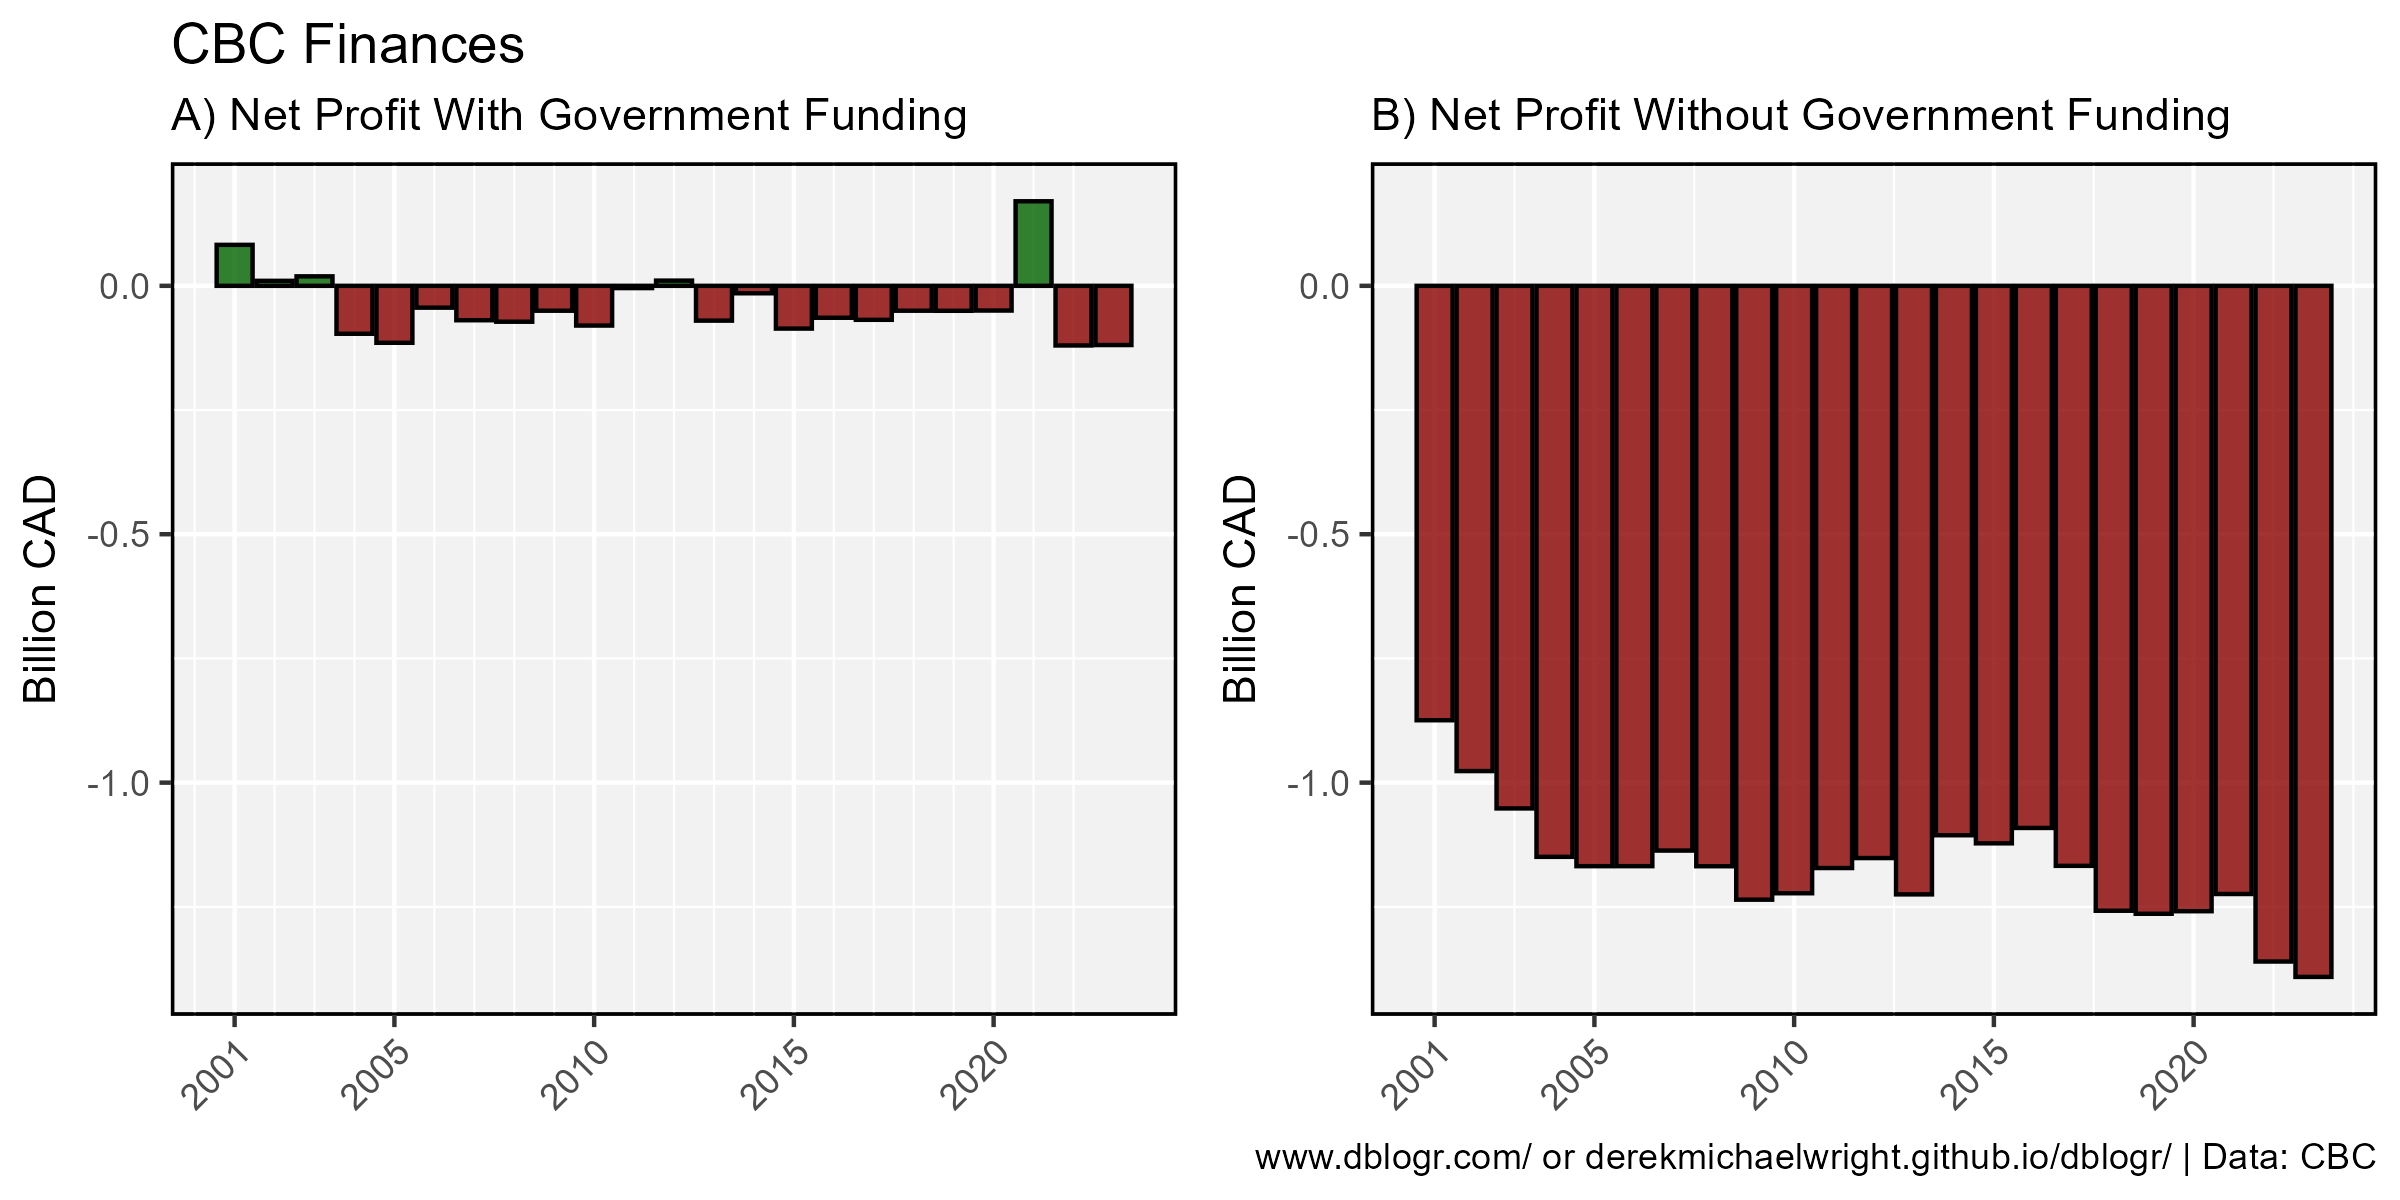 CBC Finances
A) Net Profit With Government Funding
B) Net Profit Without Government Funding
Billion CAD
0.0
-0.5
-1.0
2001
2005
2010
2015
2020
Billion CAD
0.0
-0.5
-1.0
2001
2005
2010
2015
2020
www.dblogr.com/ or derekmichaelwright.github.io/dblogr/ | Data: CBC